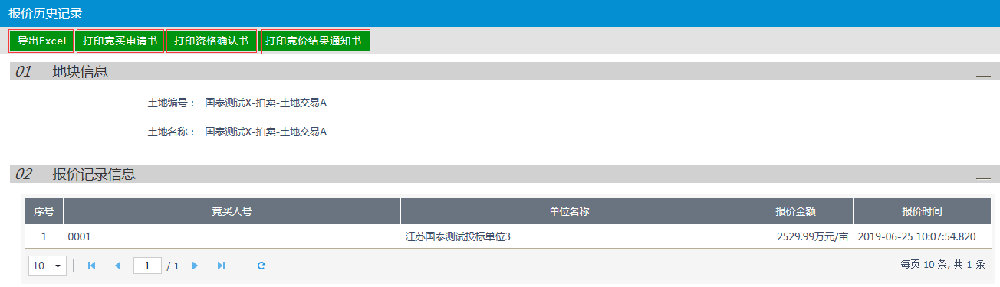 报价历史记录
导出Excel 打印竞买申请书 打印资格确认书 打印竞价结果通知书
01 地块信息
土地编号： 国泰测试X-拍卖-土地交易A
土地名称： 国泰测试X-拍卖-土地交易A
02 报价记录信息
序号 竞买人号 单位名称 报价金额 报价时间
1 0001 江苏国泰测试投标单位3 2529.99万元/亩 2019-06-25 10:07:54.820
10 1 / 1 每页 10 条, 共 1 条